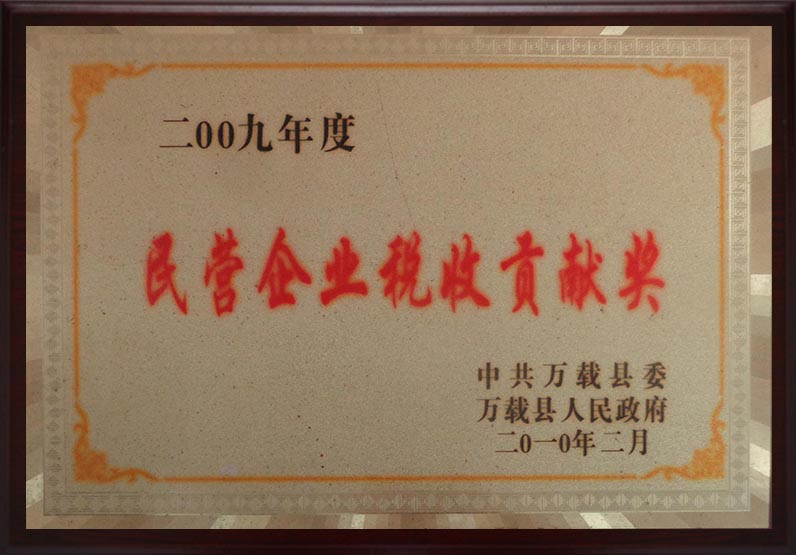 二00九年度
民营企业税收贡献奖
中共万载县委
万载县人民政府
二0一0年二月